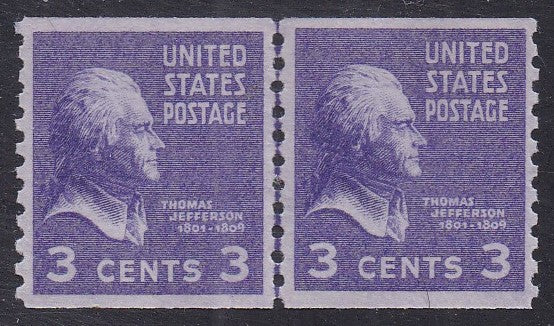 UNITED
STATES
POSTAGE
THOMAS
JEFFERSON
1801-1809
3 CENTS 3
UNITED
STATES
POSTAGE
THOMAS
JEFFERSON
1801-1809
3 CENTS 3